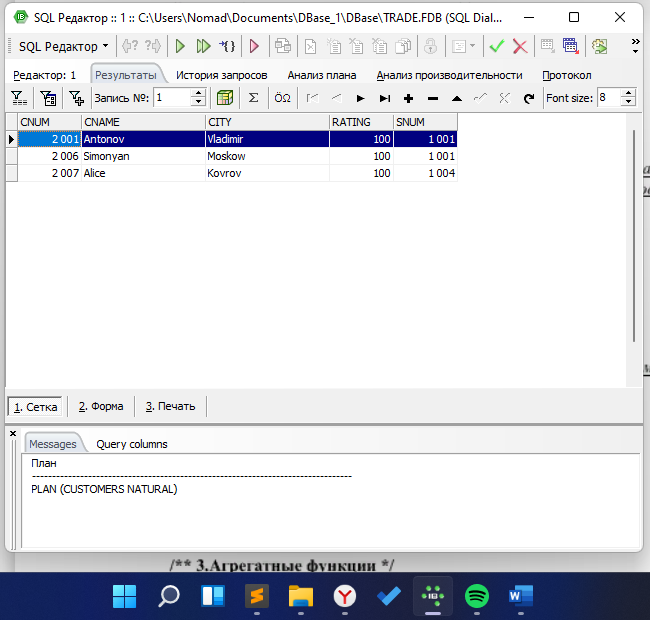 SQL Редактор :: 1 :: C:\Users\Nomad\Documents\DBase_1\DBase\TRADE.FDB (SQL Dial...
SQL Редактор
Редактор: 1 Результаты История запросов Анализ плана Анализ производительности Протокол
Запись №: 1 Σ ÖΩ Font size: 8
CNUM CNAME CITY RATING SNUM
2 001 Antonov Vladimir 100 1 001
2 006 Simonyan Moskow 100 1 001
2 007 Alice Kovrov 100 1 004
1. Сетка 2. Форма 3. Печать
Messages Query columns
План
--------------------------------------------------------------------------------
PLAN (CUSTOMERS NATURAL)
/** 3.Агрегатные функции */